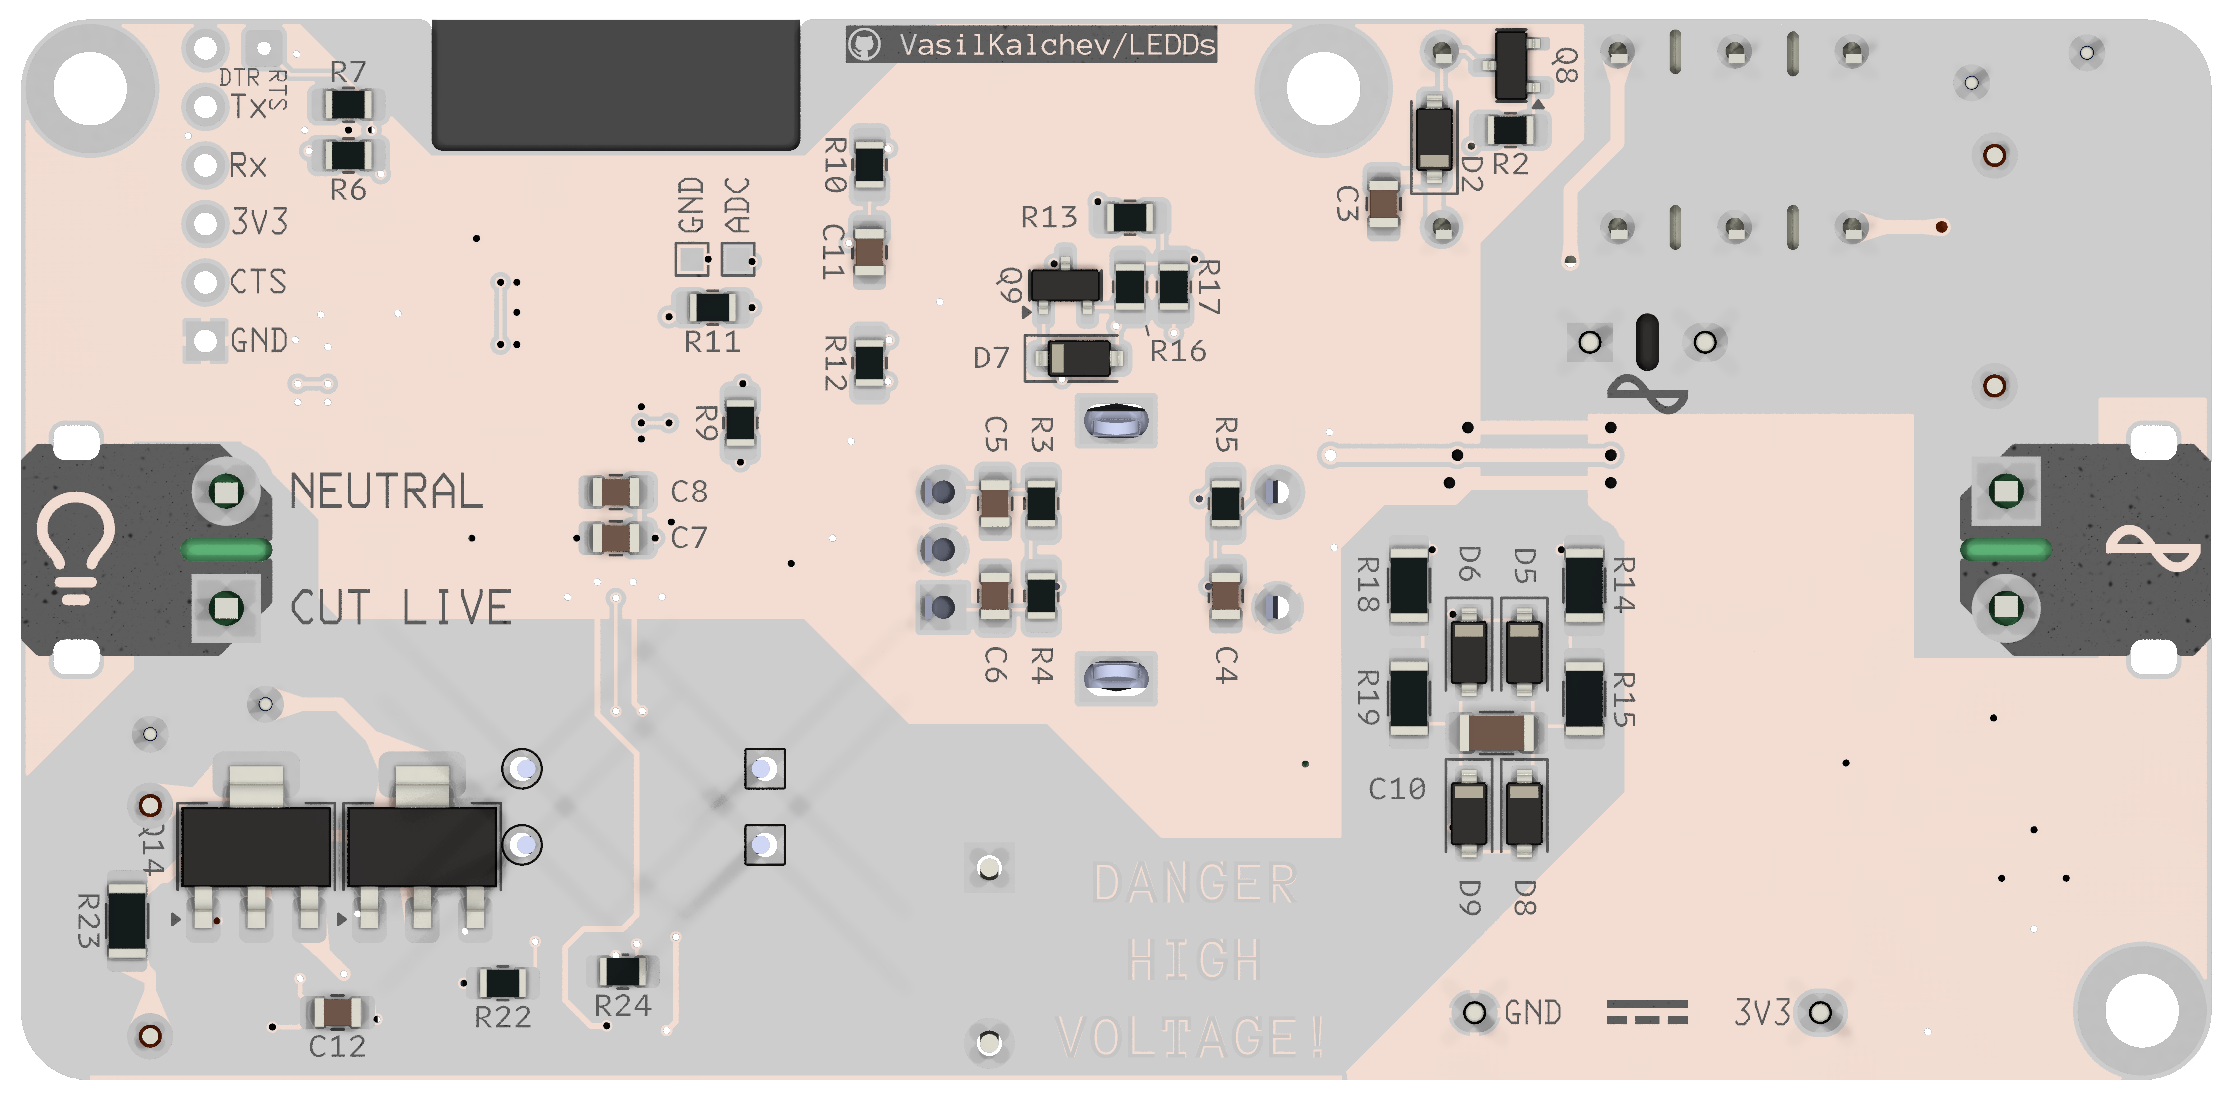 VasilKalchev/LEDDs
DTR
RTS
R7
Tx
Rx
R6
3V3
CTS
GND
GND
ADC
R10
C11
R11
R12
R9
R13
Q9
R17
R16
D7
Q8
R2
D2
C3
NEUTRAL
CUT LIVE
C8
C7
C5
R3
R5
C6
R4
C4
R18
D6
D5
R14
R19
R15
C10
D9
D8
Q14
R23
C12
R22
R24
DANGER
HIGH
VOLTAGE!
GND
3V3